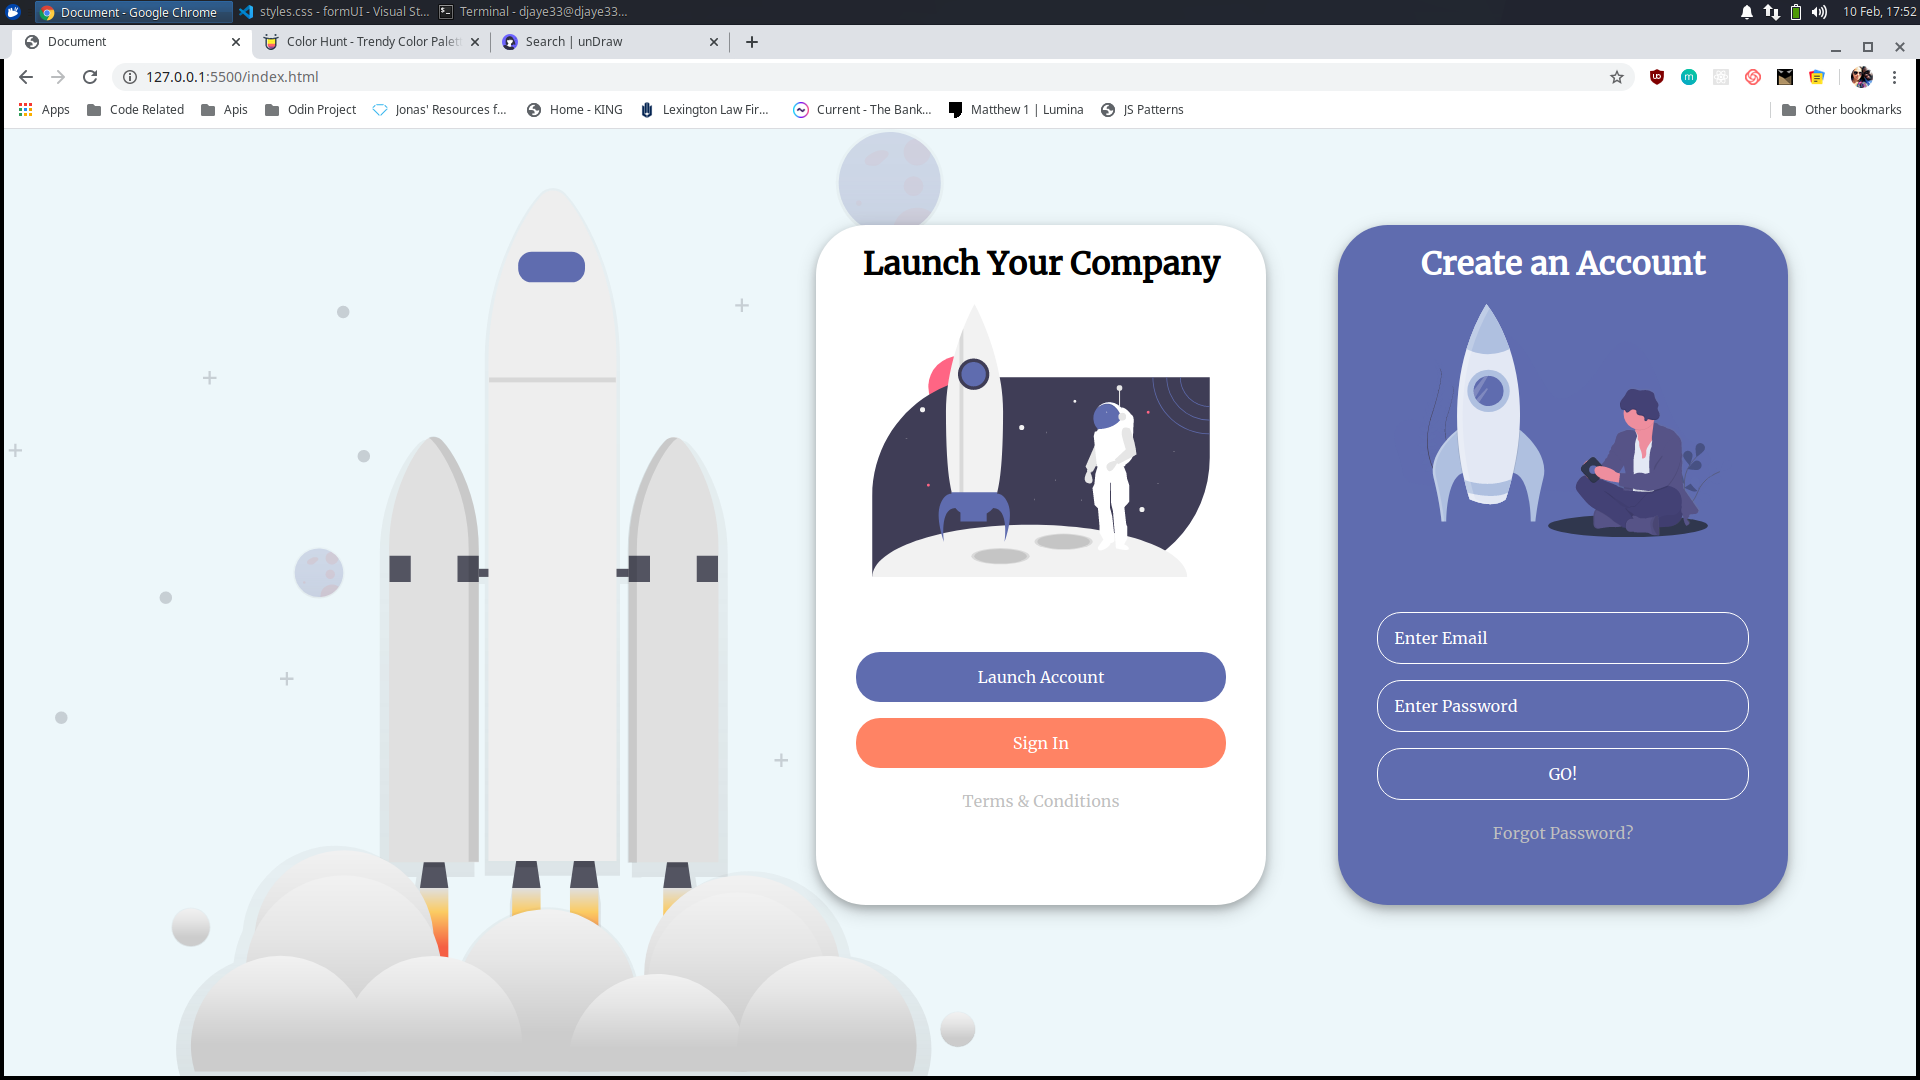 Document - Google Chrome
styles.css - formUI - Visual St...
Terminal - djaye33@djaye33...
10 Feb, 17:52
Document
Color Hunt - Trendy Color Palett
Search | unDraw
127.0.0.1:5500/index.html
Apps
Code Related
Apis
Odin Project
Jonas' Resources f...
Home - KING
Lexington Law Fir...
Current - The Bank...
Matthew 1 | Lumina
JS Patterns
Other bookmarks
Launch Your Company
Launch Account
Sign In
Terms & Conditions
Create an Account
Enter Email
Enter Password
GO!
Forgot Password?